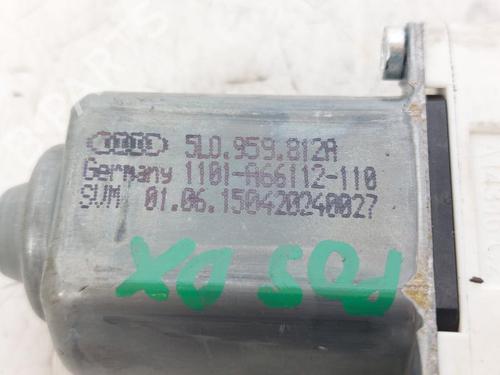 5L0.959.812A
Germany 1101-A66112-110
SVM 01.06.150420240027
POS DX